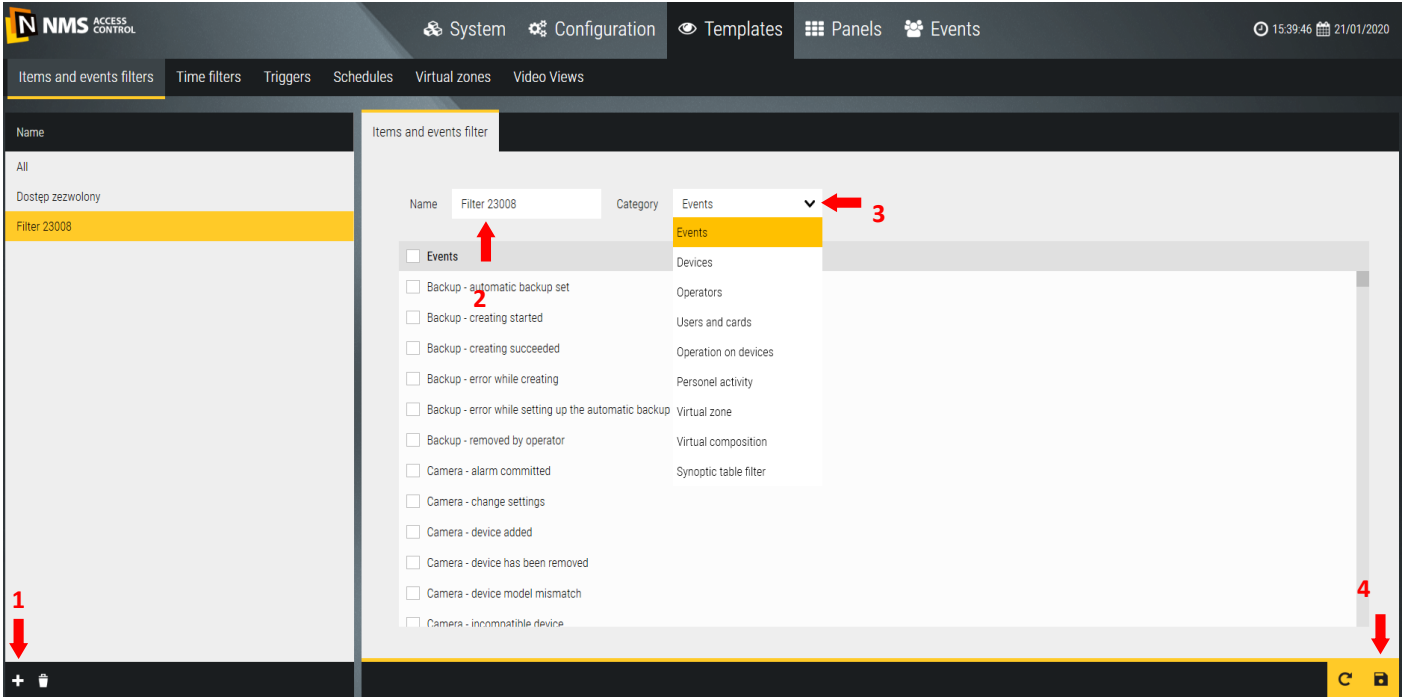 N NMS ACCESS CONTROL
System Configuration Templates Panels Events 15:39:46 21/01/2020
Items and events filters Time filters Triggers Schedules Virtual zones Video Views
Name
All
Dostęp zezwolony
Filter 23008
Items and events filter
Name Filter 23008 Category Events 3
Events
Devices
Operators
Users and cards
Operation on devices
Personel activity
Virtual zone
Virtual composition
Synoptic table filter
Events
2
Backup - automatic backup set
Backup - creating started
Backup - creating succeeded
Backup - error while creating
Backup - error while setting up the automatic backup
Backup - removed by operator
Camera - alarm committed
Camera - change settings
Camera - device added
Camera - device has been removed
Camera - device model mismatch
Camera - incompatible device
1
4